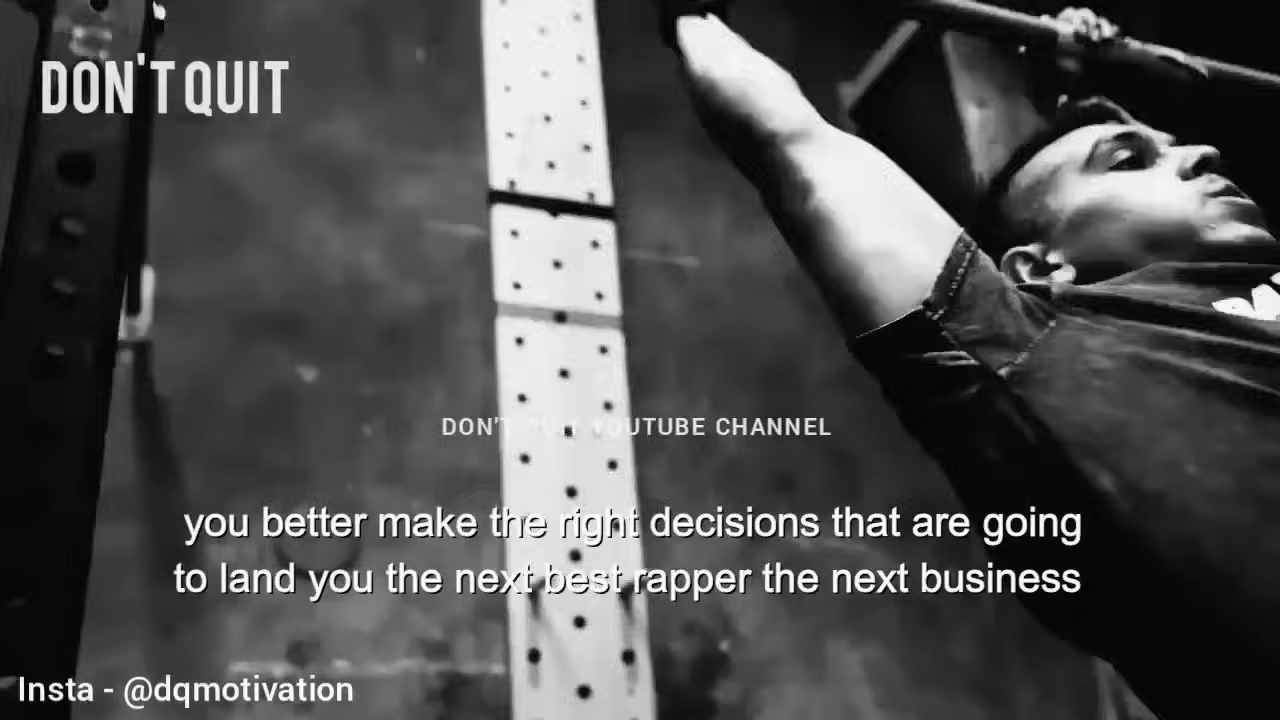 DON'T QUIT
DON'T QUIT YOUTUBE CHANNEL
you better make the right decisions that are going
to land you the next best rapper the next business
Insta - @dqmotivation